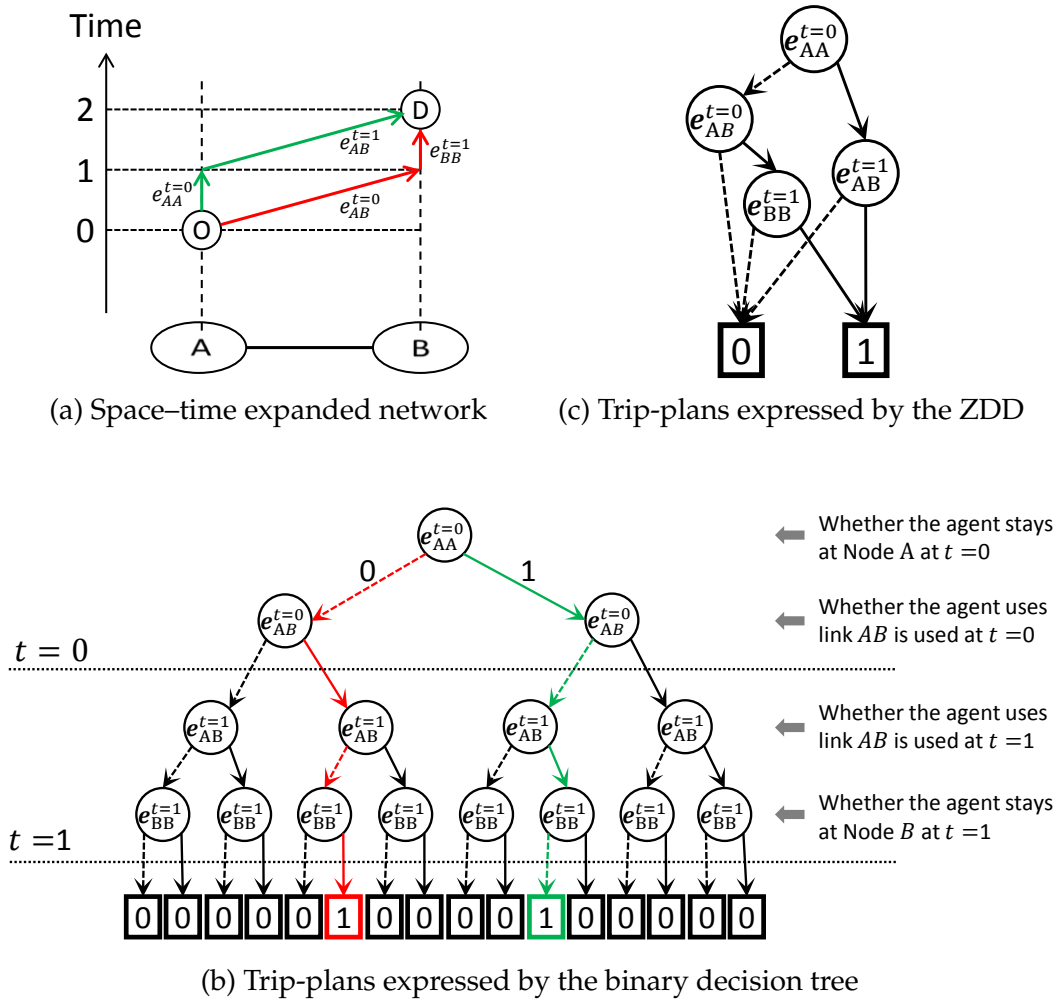 Time
2
1
0
D
O
e_{AB}^{t=1}
e_{BB}^{t=1}
e_{AA}^{t=0}
e_{AB}^{t=0}
A
B
(a) Space–time expanded network
e_{AA}^{t=0}
e_{AB}^{t=0}
e_{AB}^{t=1}
e_{BB}^{t=1}
0 1
(c) Trip-plans expressed by the ZDD
e_{AA}^{t=0}
0 1
Whether the agent stays
at Node A at t =0
e_{AB}^{t=0} e_{AB}^{t=0}
Whether the agent uses
link AB is used at t =0
t = 0
e_{AB}^{t=1} e_{AB}^{t=1} e_{AB}^{t=1} e_{AB}^{t=1}
Whether the agent uses
link AB is used at t =1
e_{BB}^{t=1} e_{BB}^{t=1} e_{BB}^{t=1} e_{BB}^{t=1} e_{BB}^{t=1} e_{BB}^{t=1} e_{BB}^{t=1} e_{BB}^{t=1}
Whether the agent stays
at Node B at t =1
t =1
0 0 0 0 0 1 0 0 0 0 1 0 0 0 0 0
(b) Trip-plans expressed by the binary decision tree